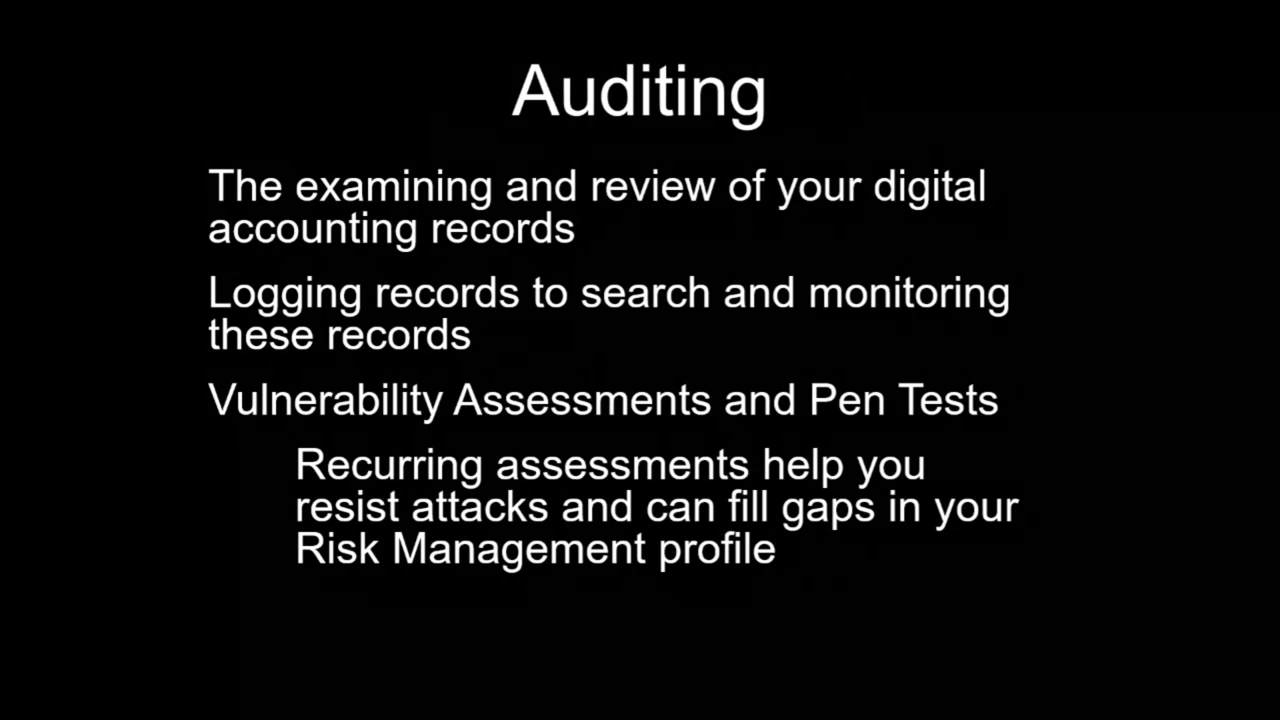 Auditing
The examining and review of your digital
accounting records
Logging records to search and monitoring
these records
Vulnerability Assessments and Pen Tests
Recurring assessments help you
resist attacks and can fill gaps in your
Risk Management profile